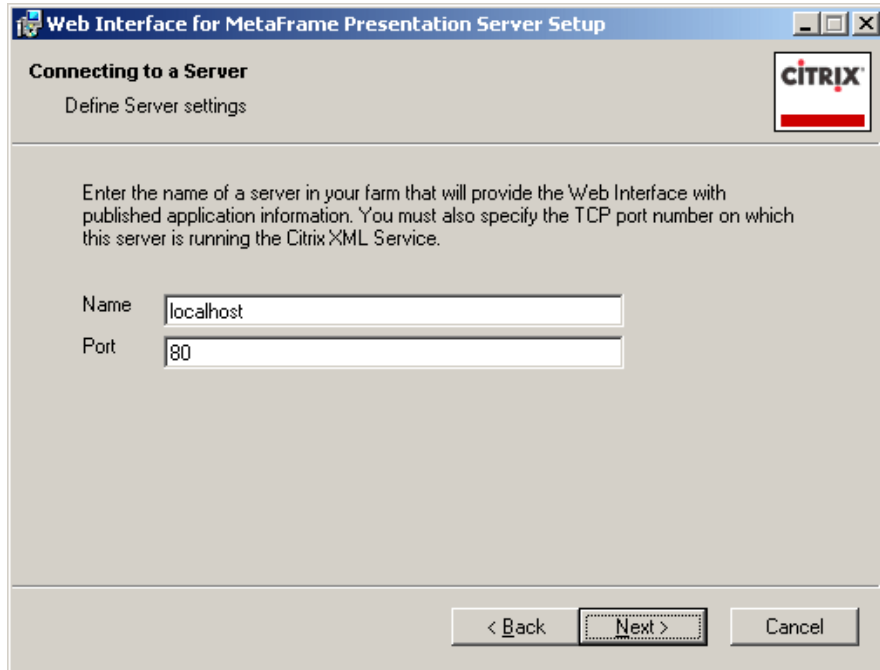 Web Interface for MetaFrame Presentation Server Setup
Connecting to a Server
Define Server settings
CiTRIX
Enter the name of a server in your farm that will provide the Web Interface with
published application information. You must also specify the TCP port number on which
this server is running the Citrix XML Service.
Name localhost
Port 80
< Back Next > Cancel